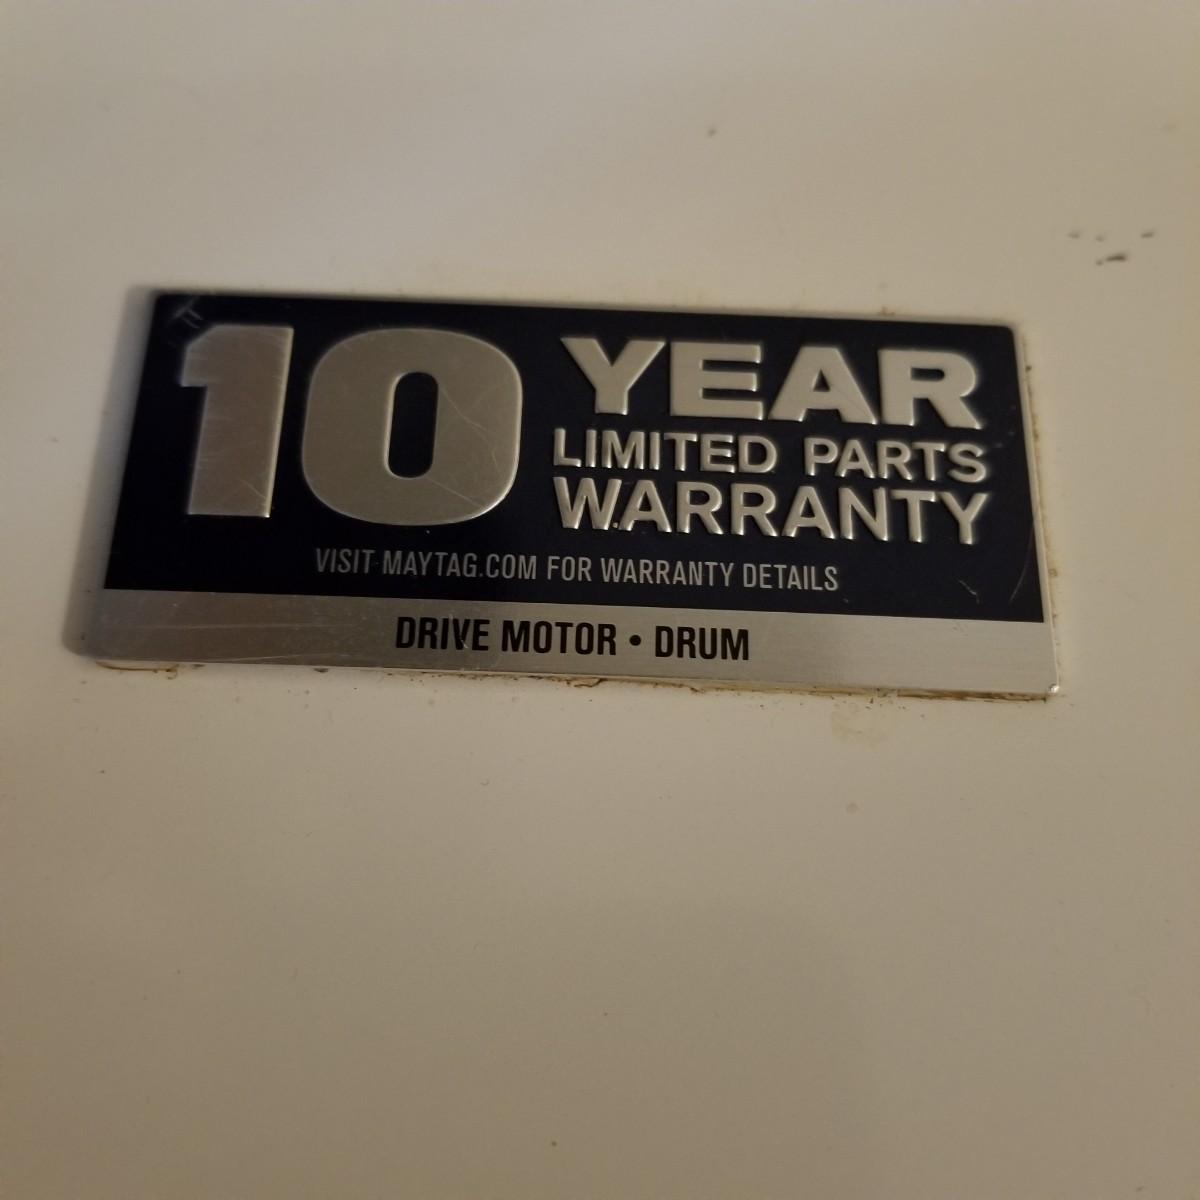 10 YEAR
LIMITED PARTS
WARRANTY
VISIT MAYTAG.COM FOR WARRANTY DETAILS
DRIVE MOTOR • DRUM